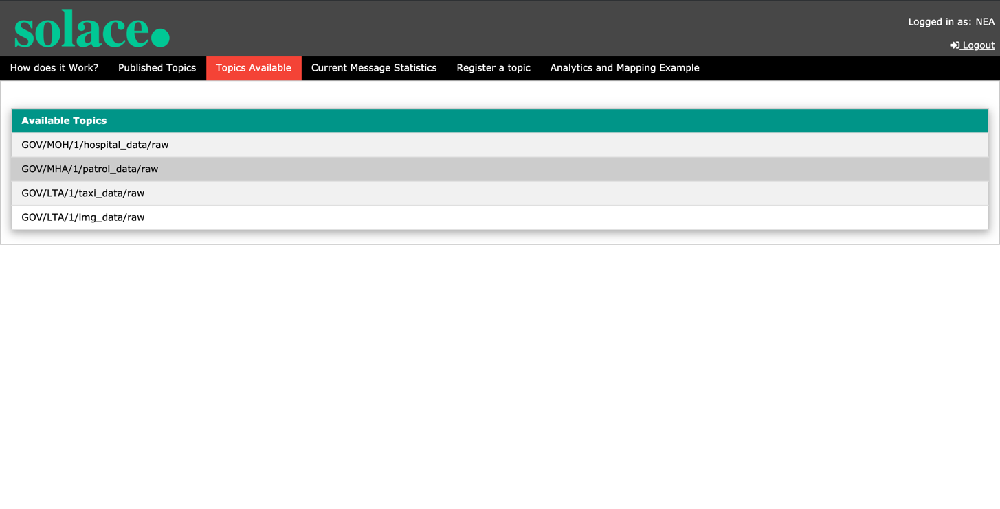 solace.
Logged in as: NEA
Logout
How does it Work? Published Topics Topics Available Current Message Statistics Register a topic Analytics and Mapping Example
Available Topics
GOV/MOH/1/hospital_data/raw
GOV/MHA/1/patrol_data/raw
GOV/LTA/1/taxi_data/raw
GOV/LTA/1/img_data/raw